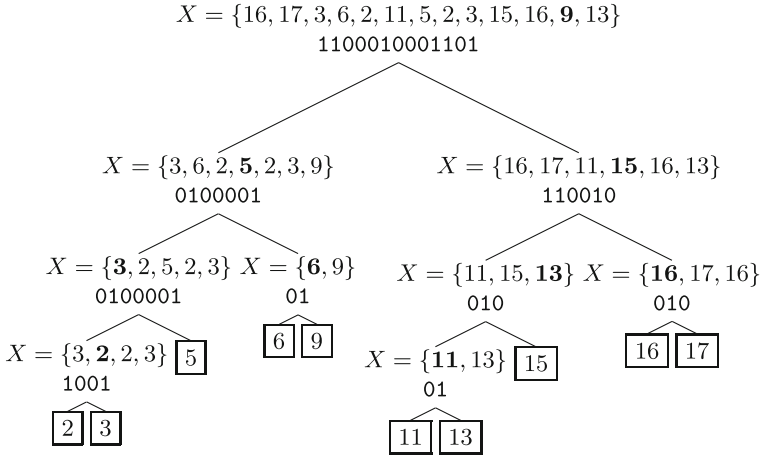 X = {16, 17, 3, 6, 2, 11, 5, 2, 3, 15, 16, 9, 13}
1100010001101
X = {3, 6, 2, 5, 2, 3, 9}
0100001
X = {16, 17, 11, 15, 16, 13}
110010
X = {3, 2, 5, 2, 3}
0100001
X = {6, 9}
01
X = {11, 15, 13}
010
X = {16, 17, 16}
010
X = {3, 2, 2, 3}
1001
5
6
9
X = {11, 13}
01
15
16
17
2
3
11
13